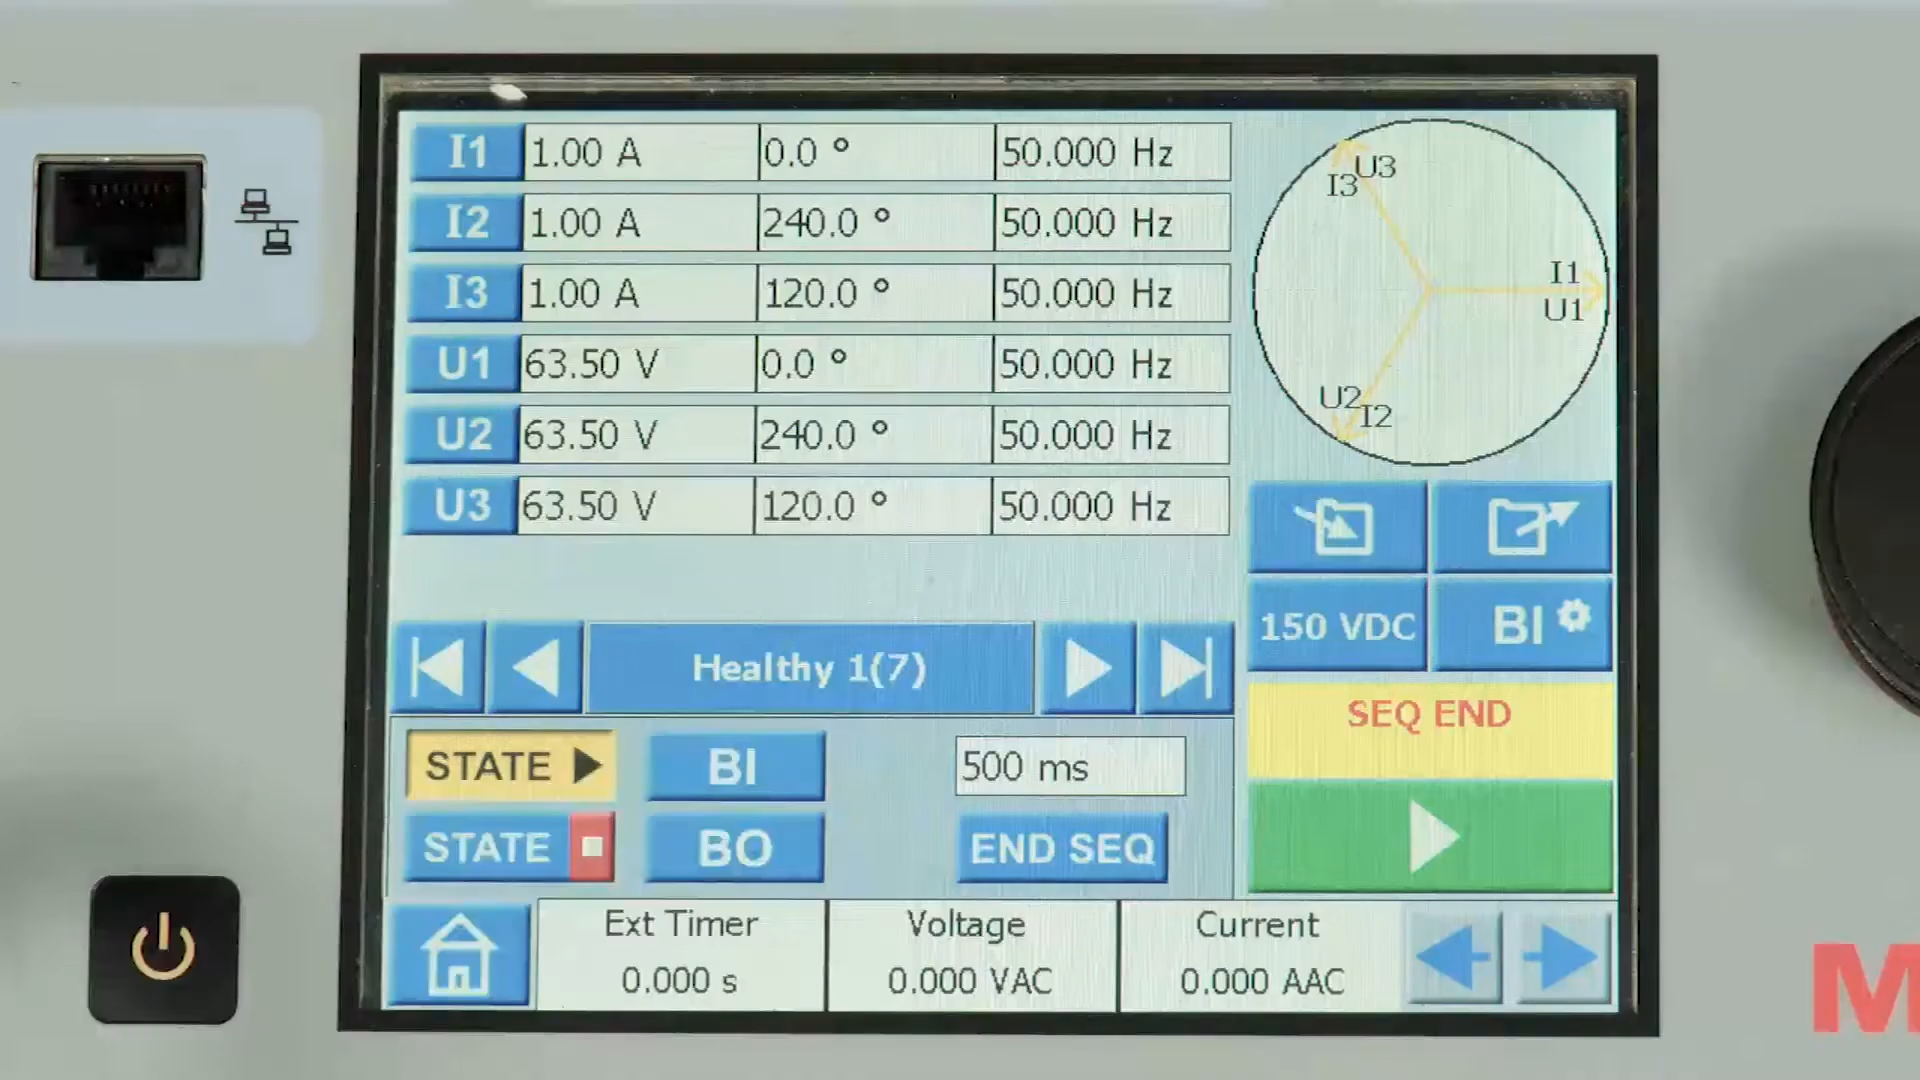 I1 1.00 A 0.0 ° 50.000 Hz
I2 1.00 A 240.0 ° 50.000 Hz
I3 1.00 A 120.0 ° 50.000 Hz
U1 63.50 V 0.0 ° 50.000 Hz
U2 63.50 V 240.0 ° 50.000 Hz
U3 63.50 V 120.0 ° 50.000 Hz
U3
I3
I1
U1
U2
I2
150 VDC BI
Healthy 1(7)
SEQ END
STATE BI 500 ms
STATE BO END SEQ
Ext Timer Voltage Current
0.000 s 0.000 VAC 0.000 AAC
M